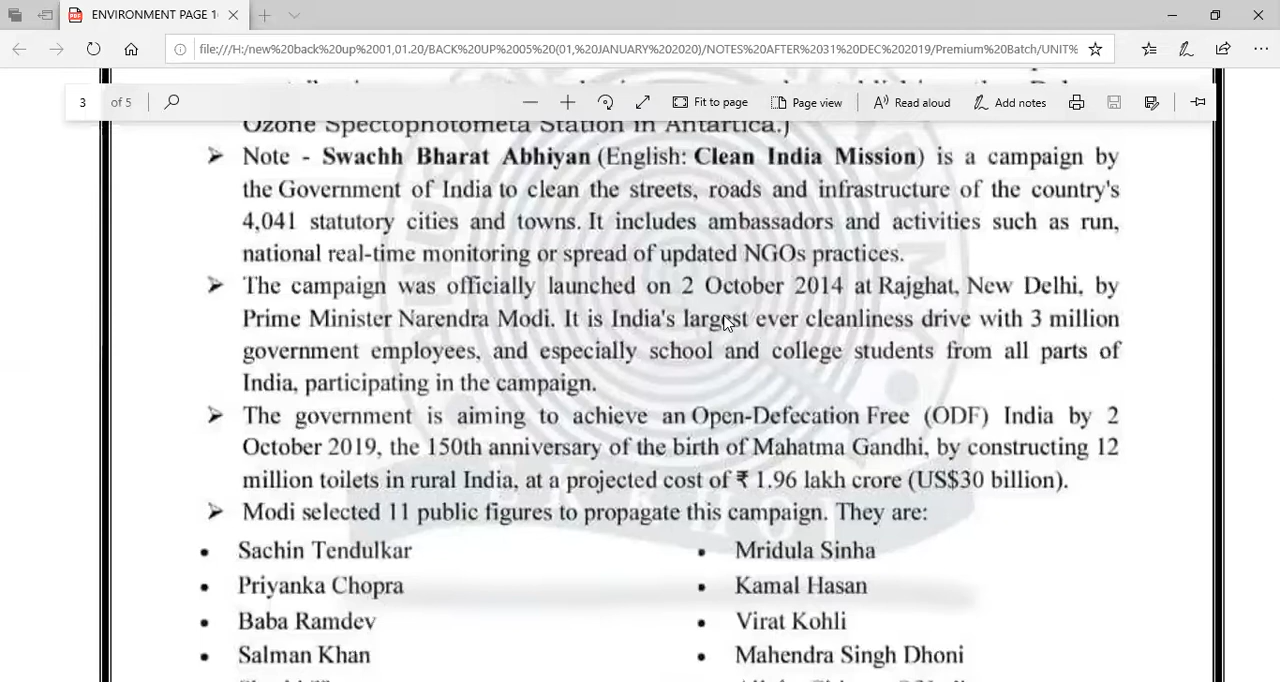 ENVIRONMENT PAGE 1
file:///H:/new%20back%20up%2001,01.20/BACK%20UP%2005%20(01,%20JANUARY%202020)/NOTES%20AFTER%2031%20DEC%202019/Premium%20Batch/UNIT%
3 of 5 Fit to page Page view Read aloud Add notes
Ozone Spectophotometa Station in Antartica.)
➢ Note - Swachh Bharat Abhiyan (English: Clean India Mission) is a campaign by
the Government of India to clean the streets, roads and infrastructure of the country's
4,041 statutory cities and towns. It includes ambassadors and activities such as run,
national real-time monitoring or spread of updated NGOs practices.
➢ The campaign was officially launched on 2 October 2014 at Rajghat, New Delhi, by
Prime Minister Narendra Modi. It is India's largest ever cleanliness drive with 3 million
government employees, and especially school and college students from all parts of
India, participating in the campaign.
➢ The government is aiming to achieve an Open-Defecation Free (ODF) India by 2
October 2019, the 150th anniversary of the birth of Mahatma Gandhi, by constructing 12
million toilets in rural India, at a projected cost of ₹ 1.96 lakh crore (US$30 billion).
➢ Modi selected 11 public figures to propagate this campaign. They are:
• Sachin Tendulkar • Mridula Sinha
• Priyanka Chopra • Kamal Hasan
• Baba Ramdev • Virat Kohli
• Salman Khan • Mahendra Singh Dhoni